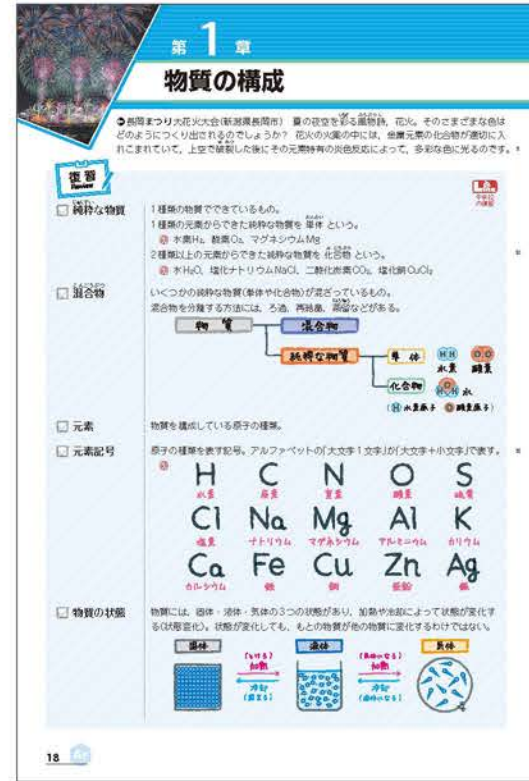 第1章
物質の構成
長岡まつり大花火大会(新潟県長岡市) 夏の夜空を彩る風物詩、花火。そのさまざまな色は
どのようにつくり出されるのでしょうか? 花火の火薬の中には、金属元素の化合物が適切に入
れこまれていて、上空で破裂した後にその元素特有の炎色反応によって、多彩な色に光るのです。
復習
Review
純粋な物質
1種類の物質でできているもの。
1種類の元素からできた純粋な物質を 単体 という。
例 水素H₂、酸素O₂、マグネシウムMg
2種類以上の元素からできた純粋な物質を 化合物 という。
例 水H₂O、塩化ナトリウムNaCl、二酸化炭素CO₂、塩化銅CuCl₂
混合物
いくつかの純粋な物質(単体や化合物)が混ざっているもの。
混合物を分離する方法には、ろ過、再結晶、蒸留などがある。
物質 混合物
純粋な物質 単体 HH OO
水素 酸素
化合物 HOH 水
(H 水素原子 O 酸素原子)
元素
物質を構成している原子の種類。
元素記号
原子の種類を表す記号。アルファベットの「大文字1文字」か「大文字+小文字」で表す。
例 H C N O S
水素 炭素 窒素 酸素 硫黄
Cl Na Mg Al K
塩素 ナトリウム マグネシウム アルミニウム カリウム
Ca Fe Cu Zn Ag
カルシウム 鉄 銅 亜鉛 銀
物質の状態
物質には、固体・液体・気体の3つの状態があり、加熱や冷却によって状態が変化す
る(状態変化)。状態が変化しても、もとの物質が他の物質に変化するわけではない。
固体 液体 気体
(とける) (気体になる)
加熱 加熱
冷却 冷却
(固まる) (液体になる)
18